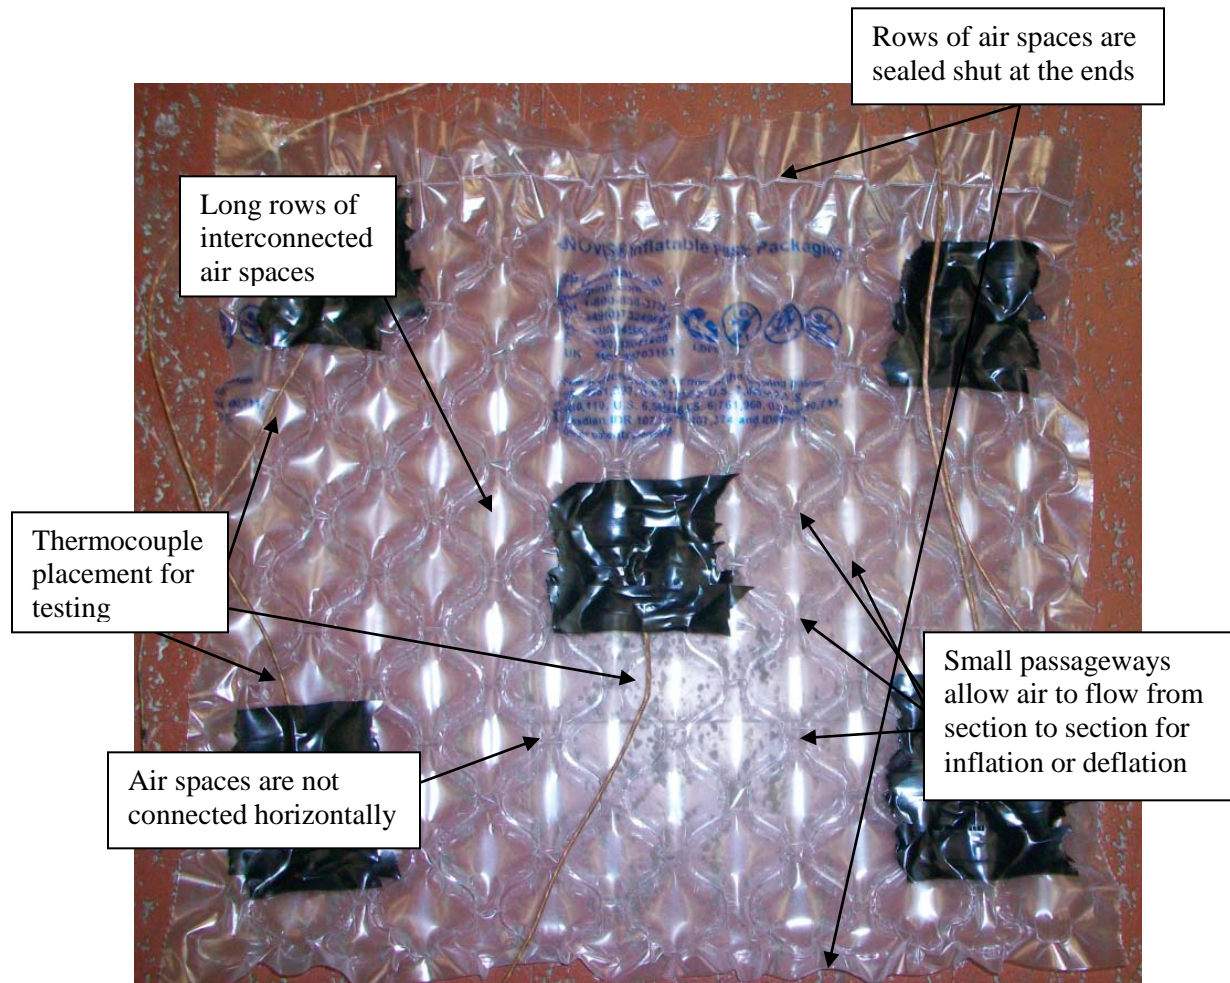 Rows of air spaces are
sealed shut at the ends
Long rows of
interconnected
air spaces
Inflatable Packaging
Thermocouple
placement for
testing
Small passageways
allow air to flow from
section to section for
inflation or deflation
Air spaces are not
connected horizontally